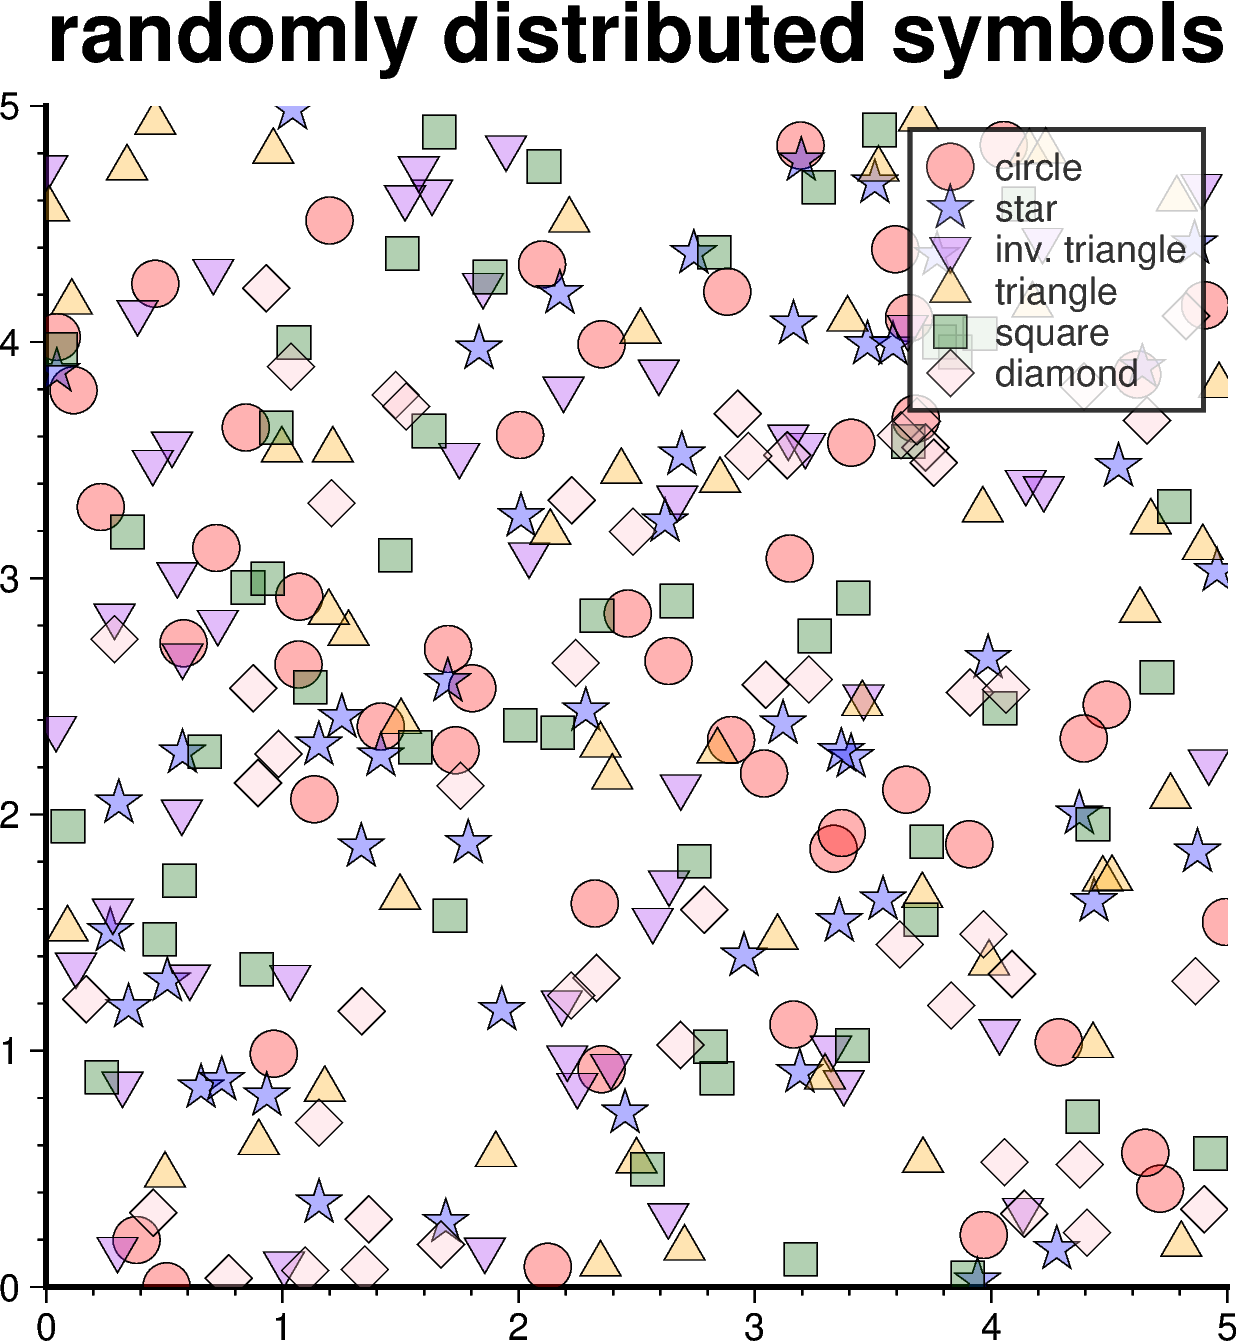 randomly distributed symbols
5
4
3
2
1
0
circle
star
inv. triangle
triangle
square
diamond
0 1 2 3 4 5